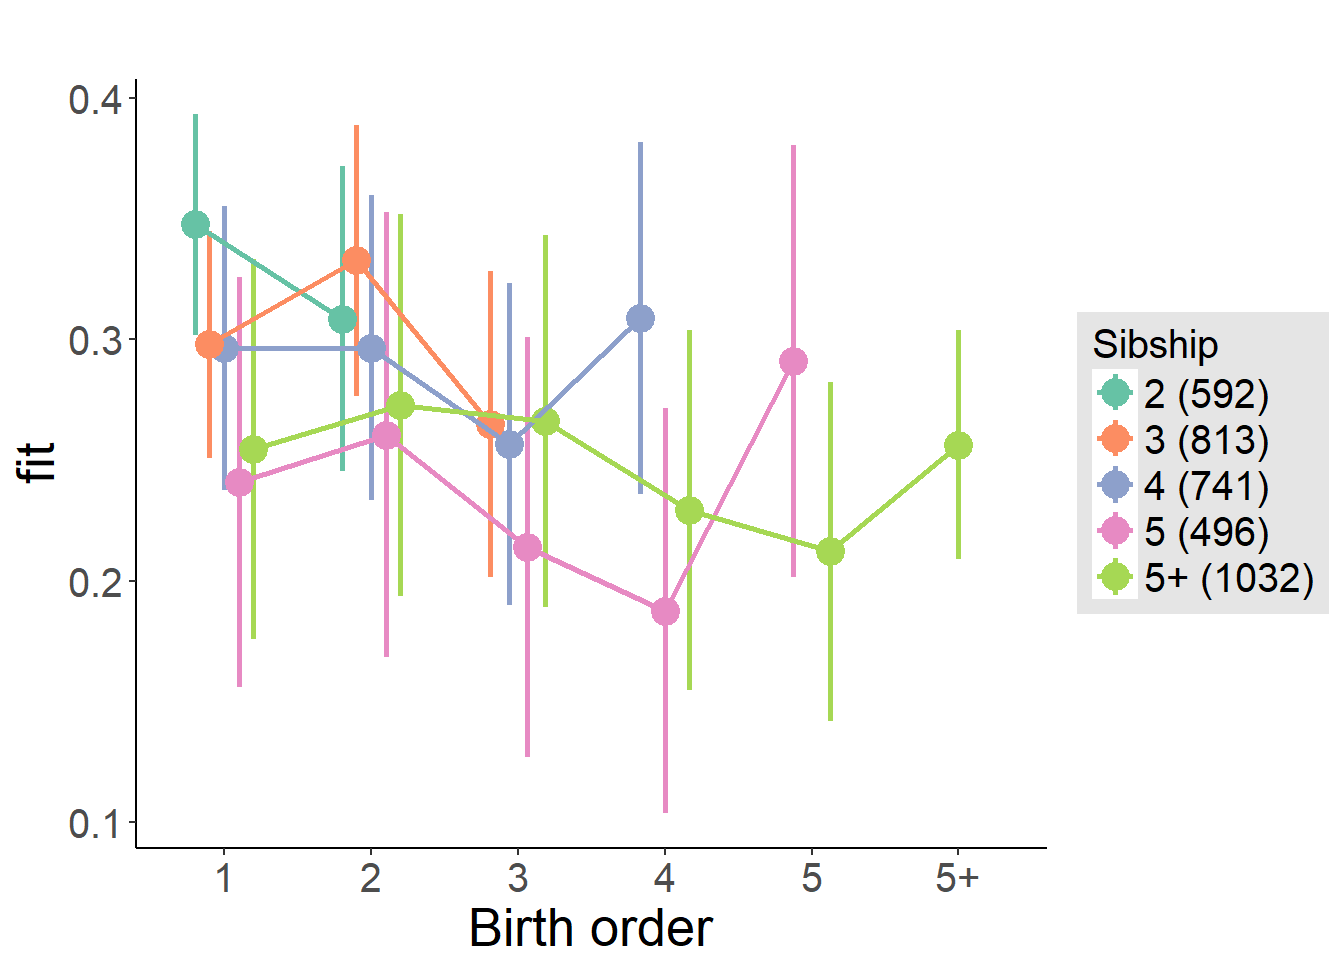 0.4
0.3
0.2
0.1
fit
1 2 3 4 5 5+
Birth order
Sibship
2 (592)
3 (813)
4 (741)
5 (496)
5+ (1032)